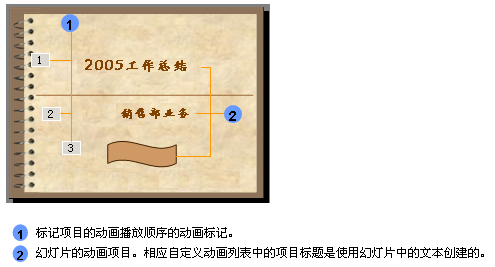 1
1
2005工作总结
2
销售部业务
2
3
1 标记项目的动画播放顺序的动画标记。
2 幻灯片的动画项目。相应自定义动画列表中的项目标题是使用幻灯片中的文本创建的。